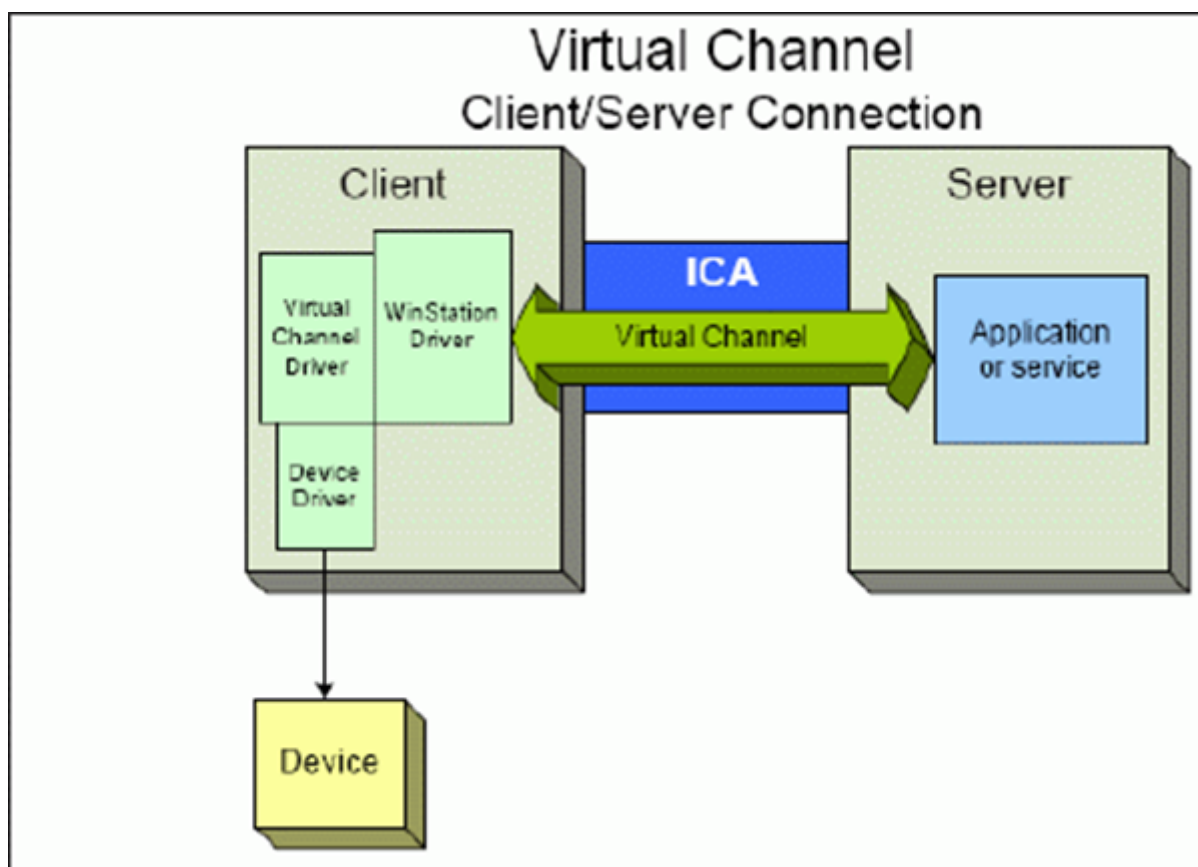 Virtual Channel
Client/Server Connection
Client
Server
ICA
Virtual
Channel
Driver
WinStation
Driver
Virtual Channel
Application
or service
Device
Driver
Device